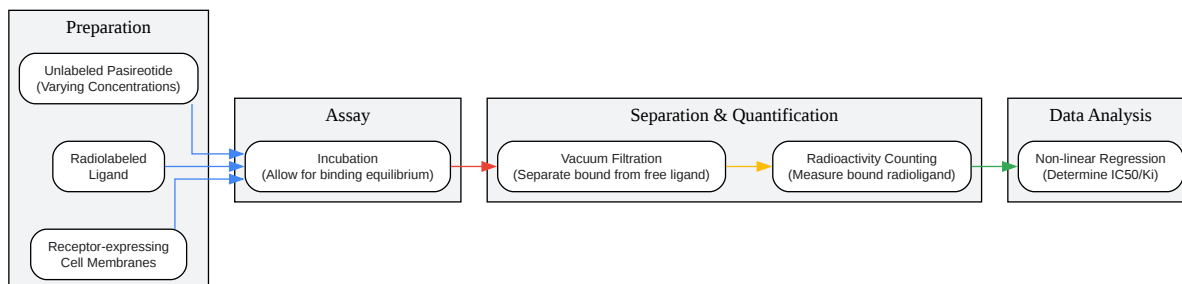 Preparation
Unlabeled Pasireotide
(Varying Concentrations)
Radiolabeled
Ligand
Receptor-expressing
Cell Membranes
Assay
Incubation
(Allow for binding equilibrium)
Separation & Quantification
Vacuum Filtration
(Separate bound from free ligand)
Radioactivity Counting
(Measure bound radioligand)
Data Analysis
Non-linear Regression
(Determine IC50/Ki)